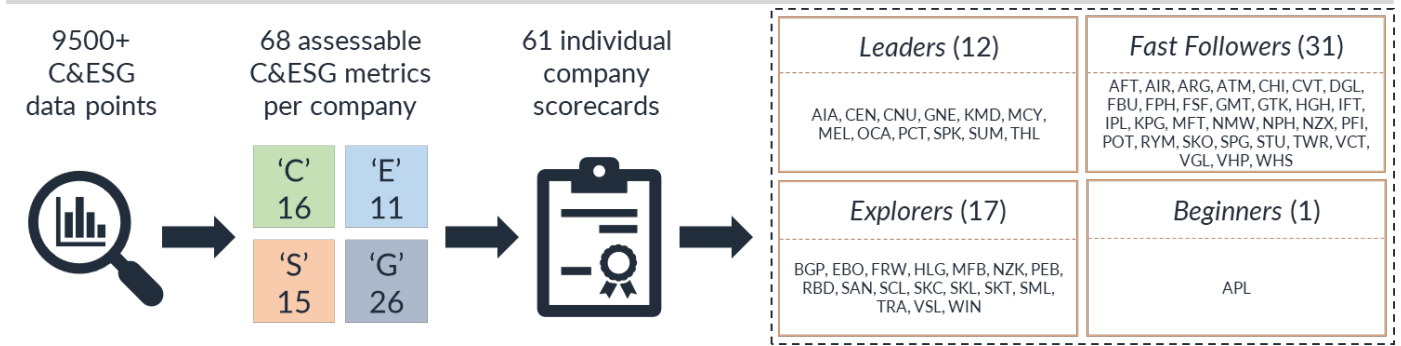 9500+
C&ESG
data points
68 assessable
C&ESG metrics
per company
‘C’
16
‘E’
11
‘S’
15
‘G’
26
61 individual
company
scorecards
Leaders (12)
AIA, CEN, CNU, GNE, KMD, MCY,
MEL, OCA, PCT, SPK, SUM, THL
Fast Followers (31)
AFT, AIR, ARG, ATM, CHI, CVT, DGL,
FBU, FPH, FSF, GMT, GTK, HGH, IFT,
IPL, KPG, MFT, NMW, NPH, NZX, PFI,
POT, RYM, SKO, SPG, STU, TWR, VCT,
VGL, VHP, WHS
Explorers (17)
BGP, EBO, FRW, HLG, MFB, NZK, PEB,
RBD, SAN, SCL, SKC, SKL, SKT, SML,
TRA, VSL, WIN
Beginners (1)
APL